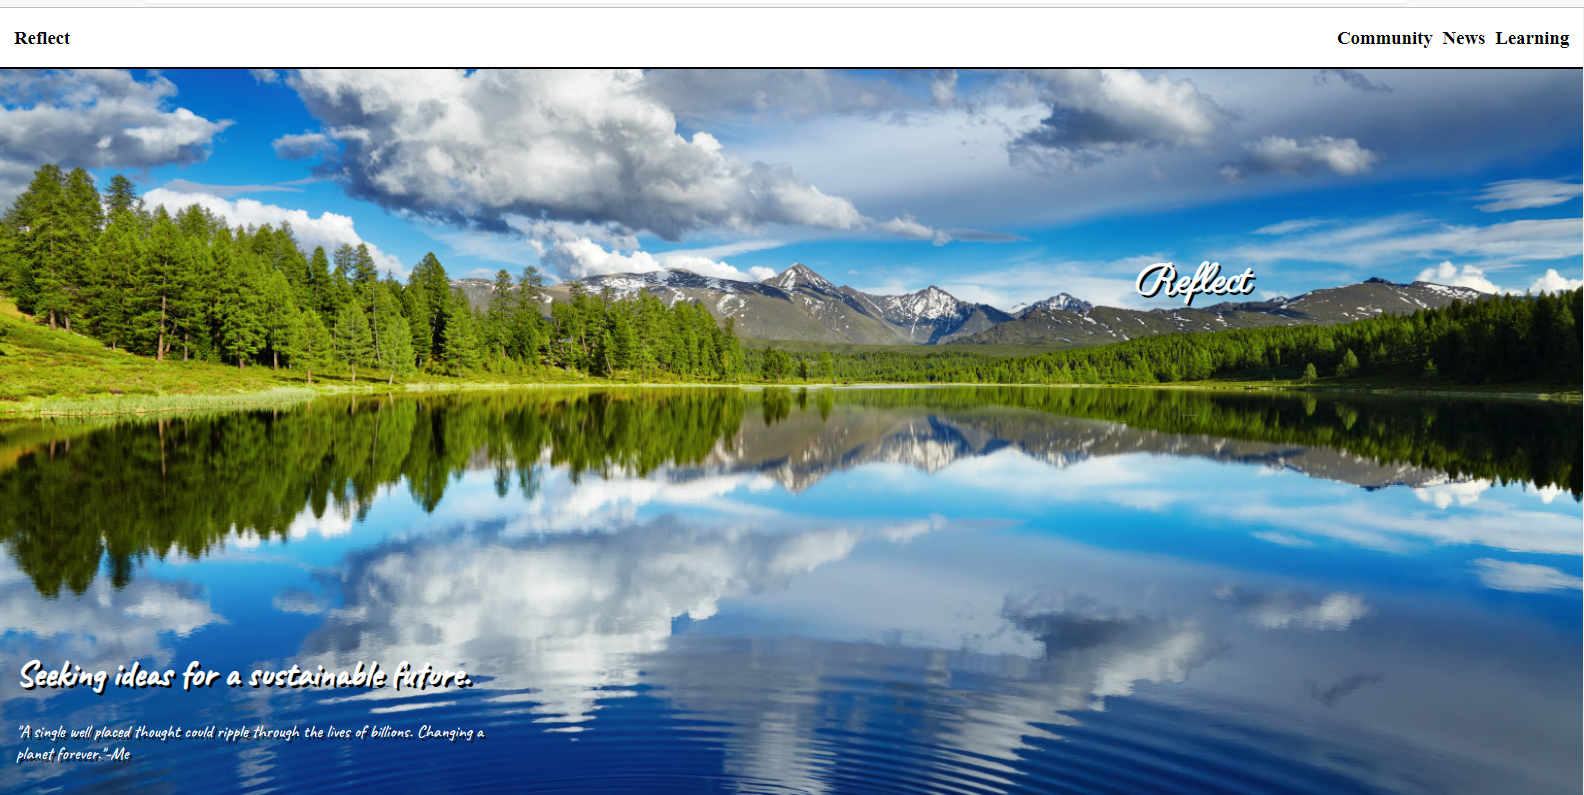 Reflect
Community News Learning
Reflect
Seeking ideas for a sustainable future.
"A single well placed thought could ripple through the lives of billions. Changing a
planet forever."-Me